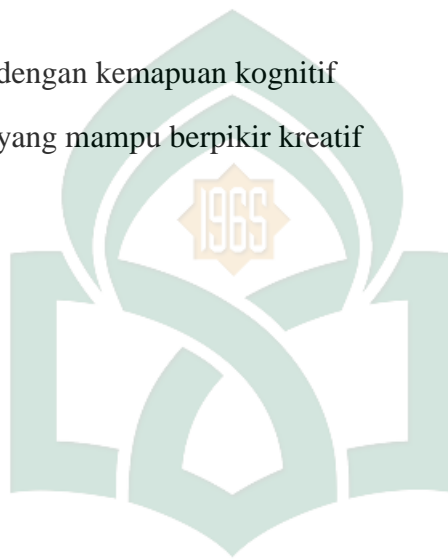 dengan kemapuan kognitif
yang mampu berpikir kreatif
1965